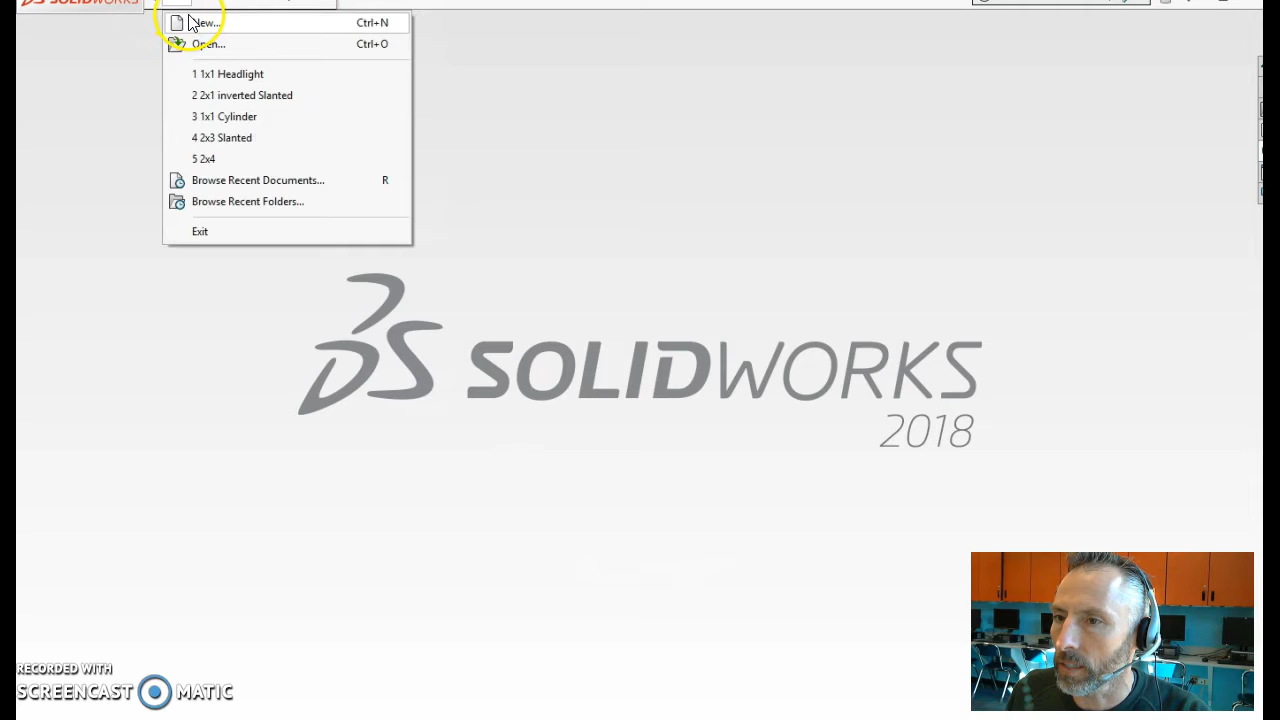 SOLIDWORKS
New... Ctrl+N
Open... Ctrl+O
1 1x1 Headlight
2 2x1 inverted Slanted
3 1x1 Cylinder
4 2x3 Slanted
5 2x4
Browse Recent Documents... R
Browse Recent Folders...
Exit
SOLIDWORKS
2018
RECORDED WITH
SCREENCAST MATIC